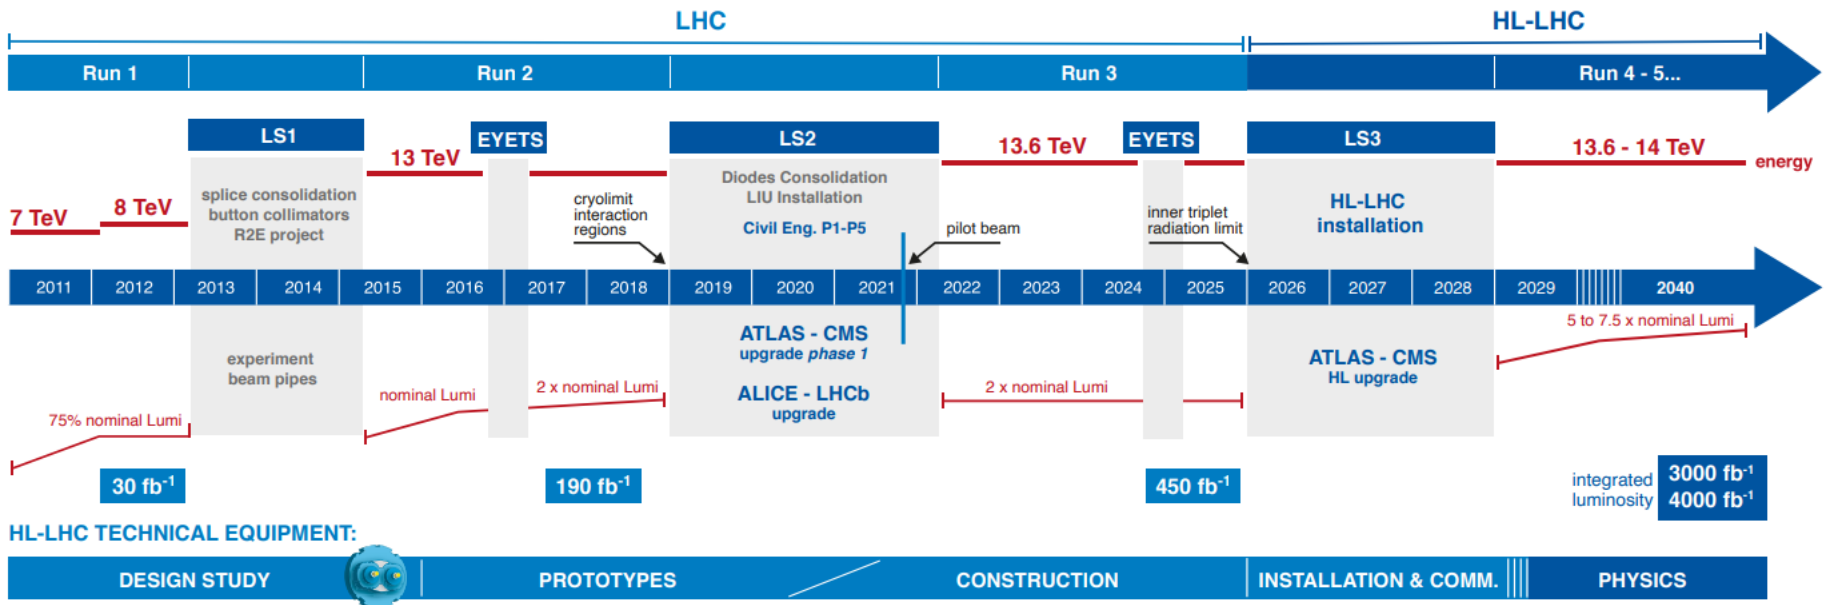 LHC
HL-LHC
Run 1
Run 2
Run 3
Run 4 - 5...
LS1
EYETS
LS2
EYETS
LS3
13 TeV
13.6 TeV
13.6 - 14 TeV
energy
7 TeV
8 TeV
splice consolidation
button collimators
R2E project
cryolimit
interaction
regions
Diodes Consolidation
LIU Installation
Civil Eng. P1-P5
pilot beam
inner triplet
radiation limit
HL-LHC
installation
2011 2012 2013 2014 2015 2016 2017 2018 2019 2020 2021 2022 2023 2024 2025 2026 2027 2028 2029 2040
5 to 7.5 x nominal Lumi
experiment
beam pipes
ATLAS - CMS
upgrade phase 1
ALICE - LHCb
upgrade
ATLAS - CMS
HL upgrade
75% nominal Lumi
nominal Lumi
2 x nominal Lumi
2 x nominal Lumi
30 fb-1
190 fb-1
450 fb-1
integrated
luminosity
3000 fb-1
4000 fb-1
HL-LHC TECHNICAL EQUIPMENT:
DESIGN STUDY
PROTOTYPES
CONSTRUCTION
INSTALLATION & COMM.
PHYSICS